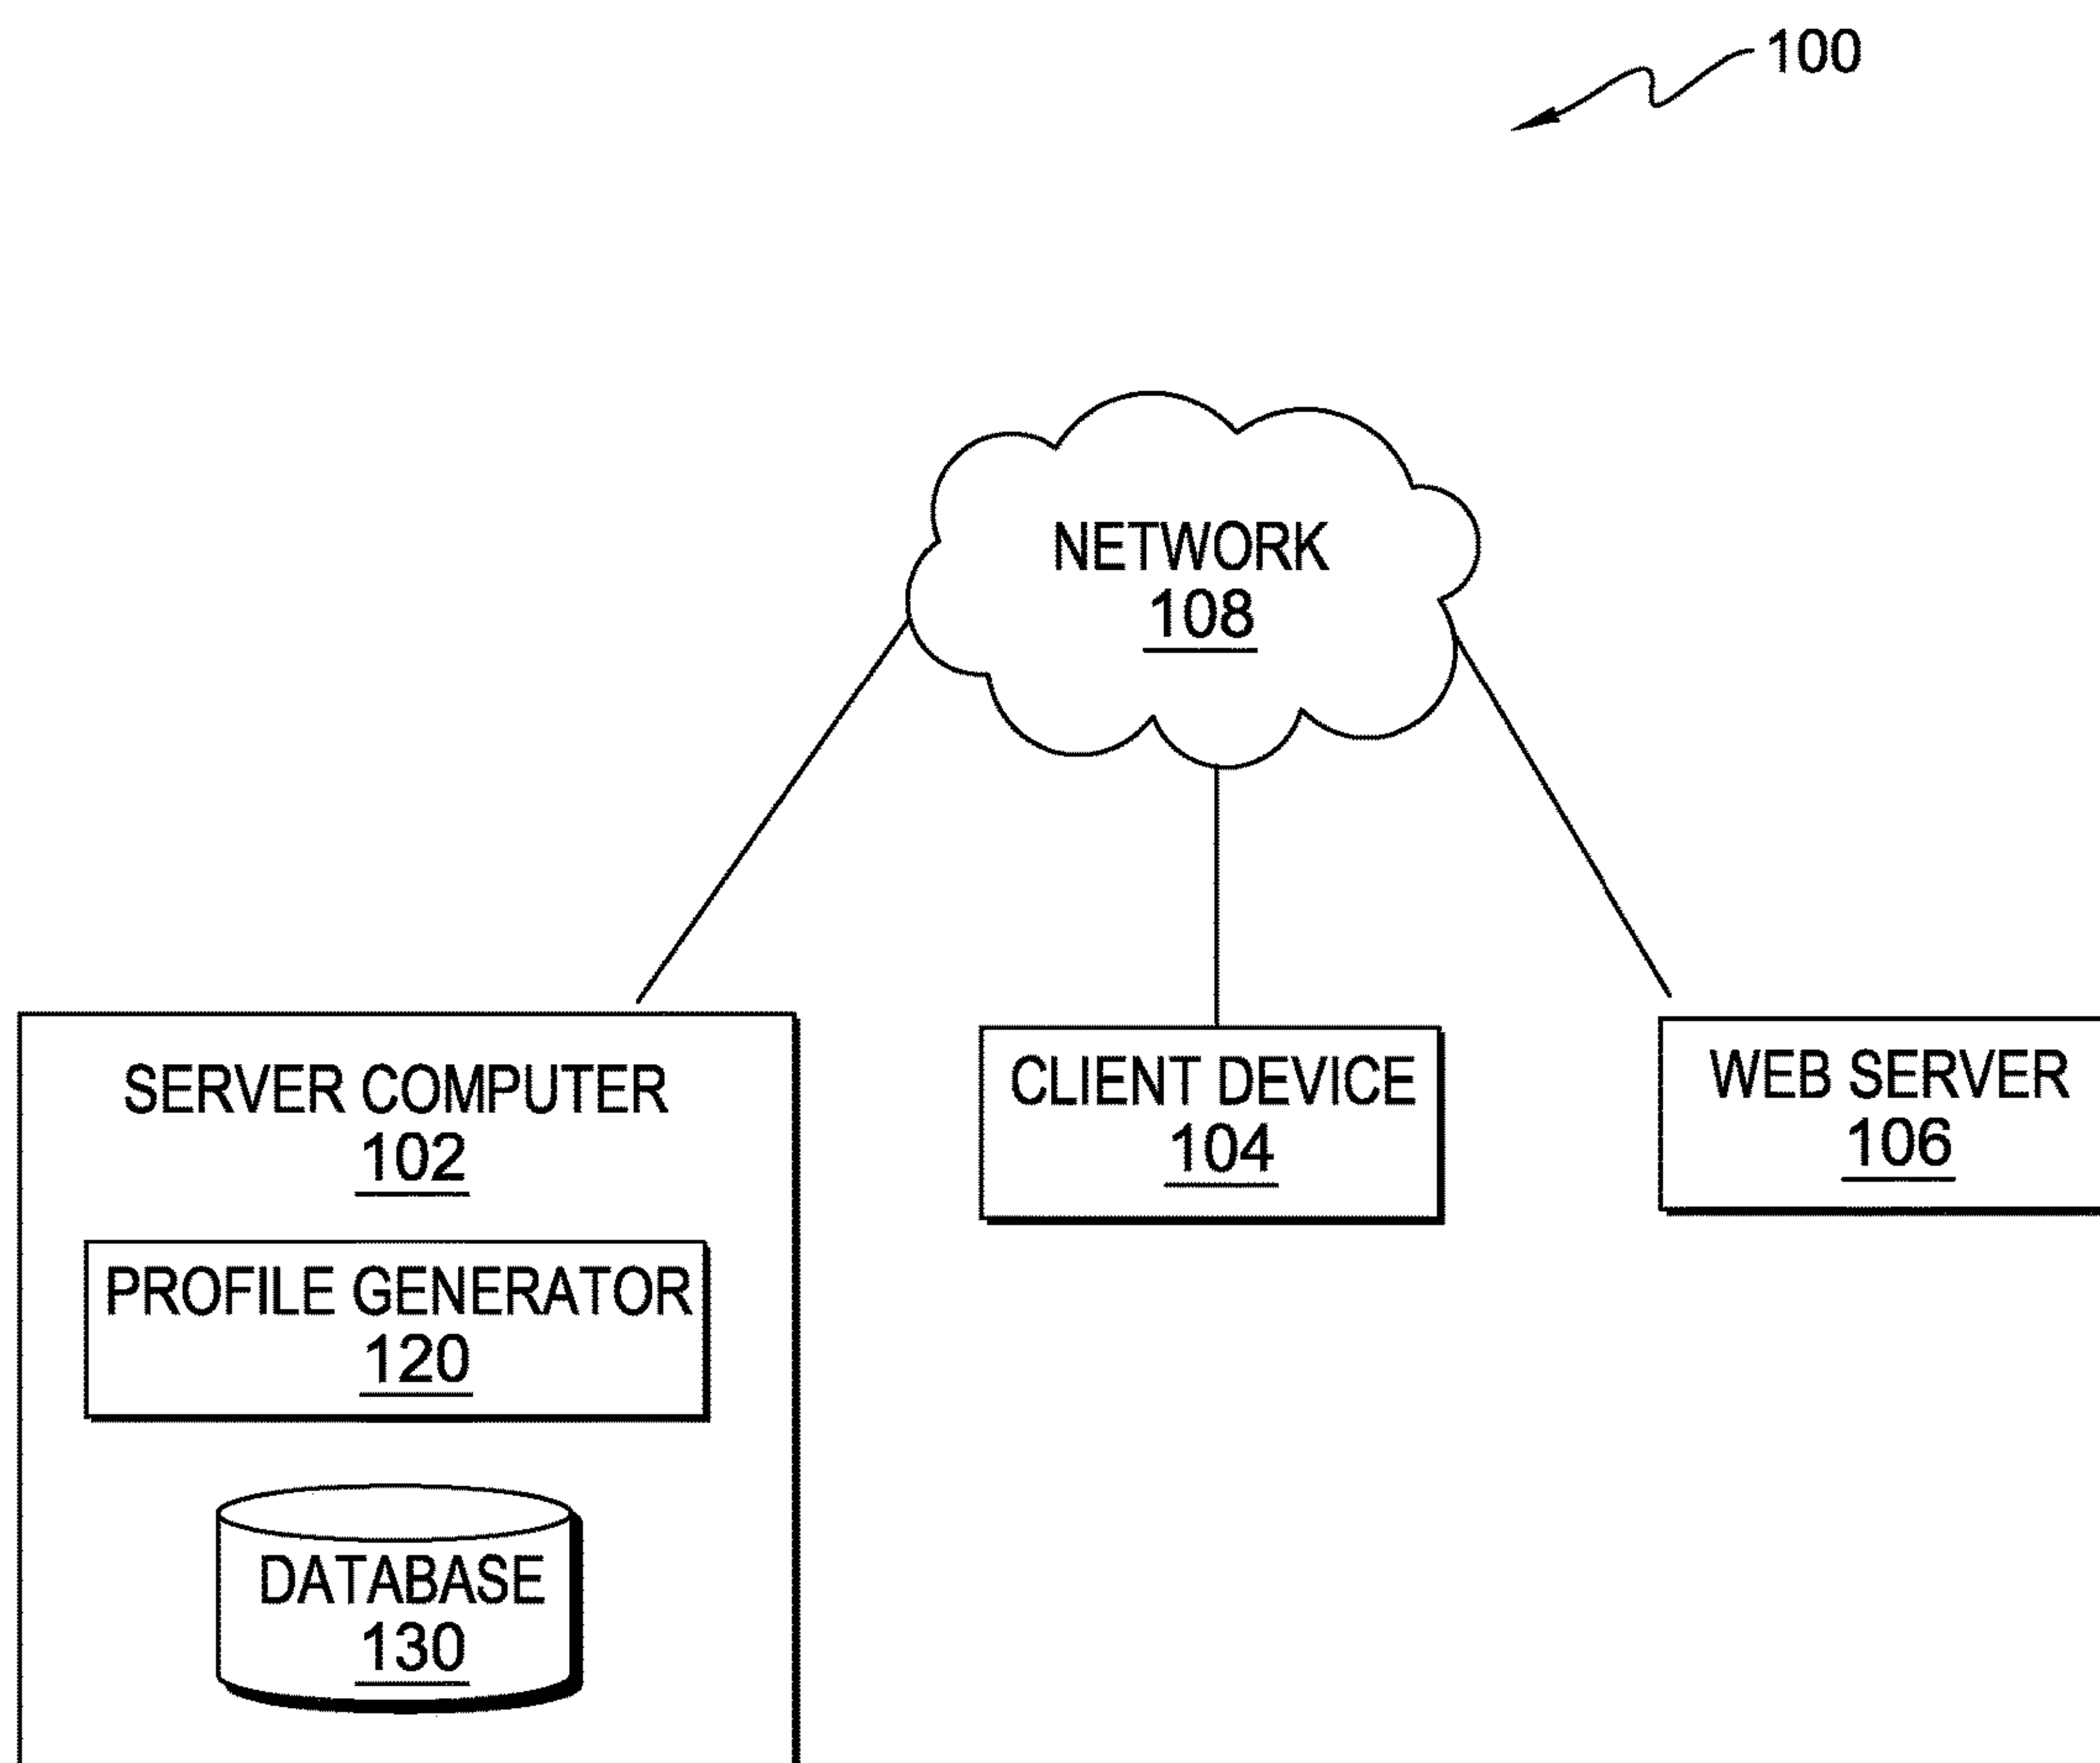 100
NETWORK
108
SERVER COMPUTER
102
CLIENT DEVICE
104
WEB SERVER
106
PROFILE GENERATOR
120
DATABASE
130